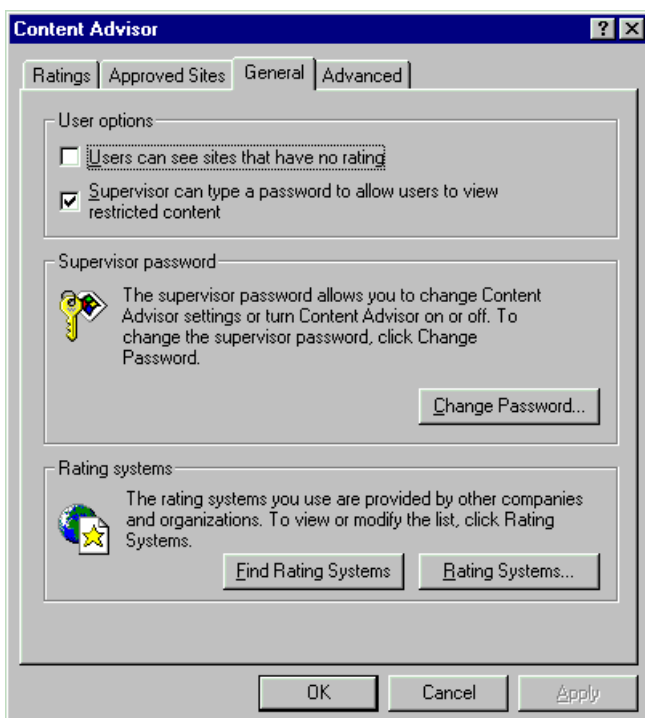 Content Advisor
Ratings Approved Sites General Advanced
User options
Users can see sites that have no rating
Supervisor can type a password to allow users to view
restricted content
Supervisor password
The supervisor password allows you to change Content
Advisor settings or turn Content Advisor on or off. To
change the supervisor password, click Change
Password.
Change Password...
Rating systems
The rating systems you use are provided by other companies
and organizations. To view or modify the list, click Rating
Systems.
Find Rating Systems Rating Systems...
OK Cancel Apply